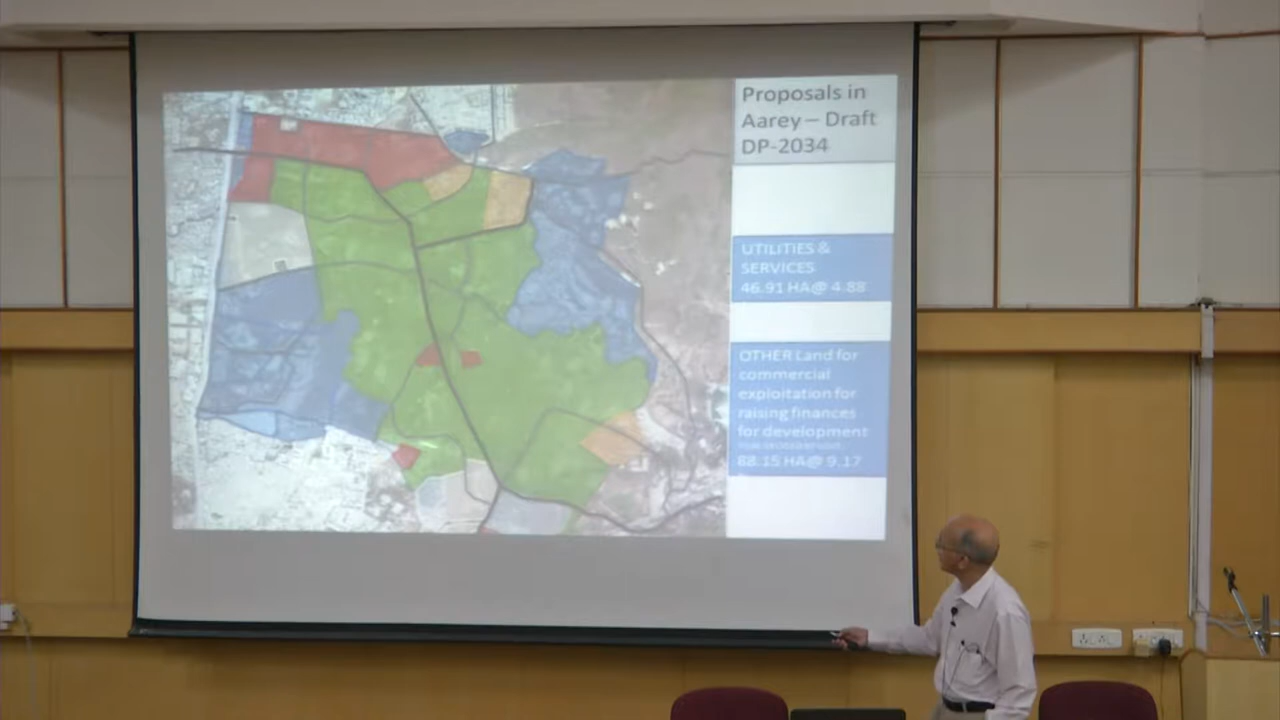 Proposals in
Aarey – Draft
DP-2034
UTILITIES &
SERVICES
46.91 HA@ 4.88
OTHER Land for
commercial
exploitation for
raising finances
for development
88.15 HA@ 9.17